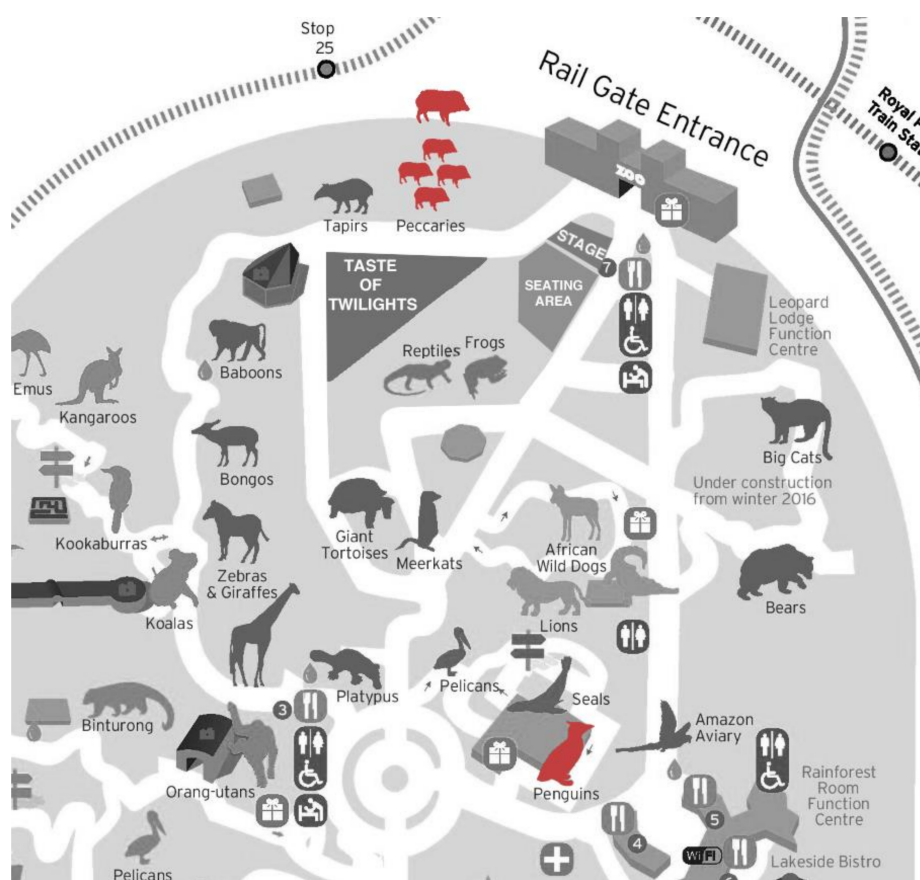 Stop
25
Rail Gate Entrance
Royal
Train
ZOO
Tapirs
Peccaries
STAGE
7
SEATING
AREA
TASTE
OF
TWILIGHTS
Leopard
Lodge
Function
Centre
Reptiles
Frogs
Baboons
Emus
Kangaroos
Bongos
Big Cats
Under construction
from winter 2016
Kookaburras
Giant
Tortoises
Meerkats
African
Wild Dogs
Zebras
& Giraffes
Koalas
Lions
Bears
Platypus
Pelicans
Seals
3
Binturong
Amazon
Aviary
Orang-utans
Penguins
Rainforest
Room
Function
Centre
5
4
WiFi
Lakeside Bistro
Pelicans